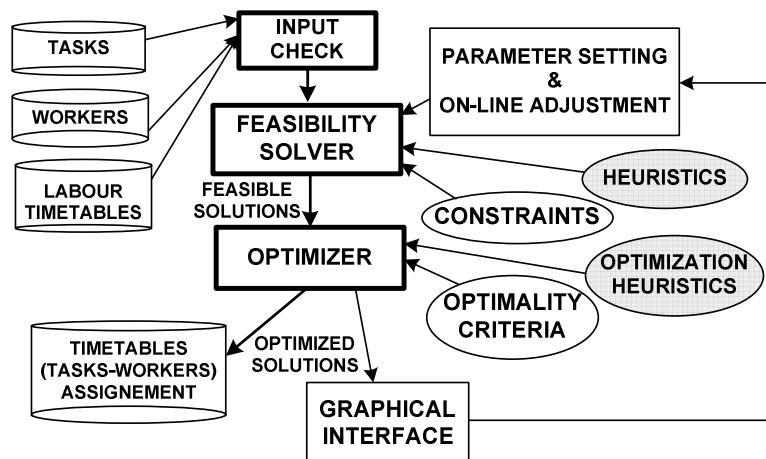 TASKS
INPUT
CHECK
PARAMETER SETTING
&
ON-LINE ADJUSTMENT
WORKERS
FEASIBILITY
SOLVER
LABOUR
TIMETABLES
HEURISTICS
FEASIBLE
SOLUTIONS
CONSTRAINTS
OPTIMIZER
OPTIMIZATION
HEURISTICS
OPTIMALITY
CRITERIA
TIMETABLES
(TASKS-WORKERS)
ASSIGNEMENT
OPTIMIZED
SOLUTIONS
GRAPHICAL
INTERFACE